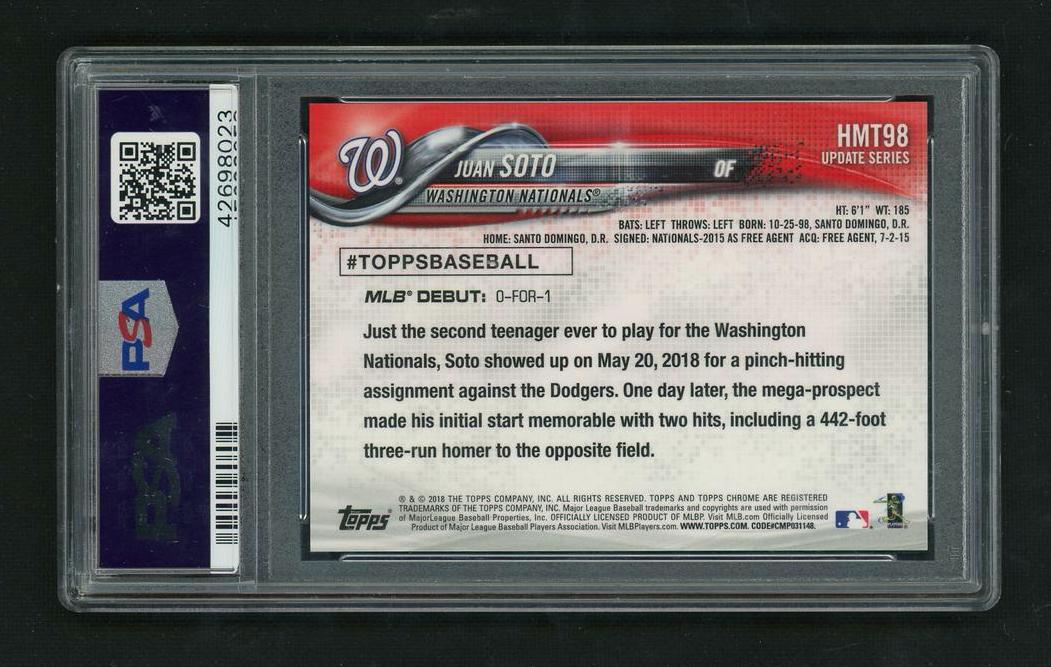 42698023
PSA
PSA
W
JUAN SOTO
OF
HMT98
UPDATE SERIES
WASHINGTON NATIONALS®
HT: 6'1" WT: 185
BATS: LEFT THROWS: LEFT BORN: 10-25-98, SANTO DOMINGO, D.R.
HOME: SANTO DOMINGO, D.R. SIGNED: NATIONALS-2015 AS FREE AGENT ACQ: FREE AGENT, 7-2-15
#TOPPSBASEBALL
MLB® DEBUT: 0-FOR-1
Just the second teenager ever to play for the Washington
Nationals, Soto showed up on May 20, 2018 for a pinch-hitting
assignment against the Dodgers. One day later, the mega-prospect
made his initial start memorable with two hits, including a 442-foot
three-run homer to the opposite field.
Topps®
® & © 2018 THE TOPPS COMPANY, INC. ALL RIGHTS RESERVED. TOPPS AND TOPPS CHROME ARE REGISTERED
TRADEMARKS OF THE TOPPS COMPANY, INC. Major League Baseball trademarks and copyrights are used with permission
of MajorLeague Baseball Properties, Inc. OFFICIALLY LICENSED PRODUCT OF MLBP. Visit MLB.com Officially Licensed
Product of Major League Baseball Players Association. Visit MLBPlayers.com. WWW.TOPPS.COM. CODE#CMP031148.